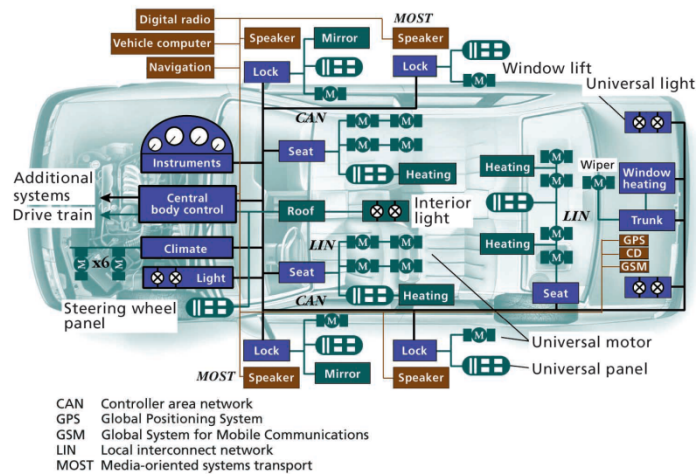 Digital radio
MOST
Vehicle computer
Speaker
Mirror
Speaker
Navigation
Lock
Lock
M
M
Window lift
Universal light
CAN
Instruments
Seat
M
M
M
M
Heating
Heating
M
M
Wiper
M
Window
heating
Additional
systems
Drive train
Central
body control
Roof
Interior
light
LIN
Trunk
Climate
LIN
M
M
M
M
Heating
M
M
GPS
CD
GSM
M
x6
M
Light
Seat
CAN
Heating
Seat
Steering wheel
panel
M
M
Universal motor
Lock
Lock
Universal panel
MOST
Speaker
Mirror
Speaker
CAN Controller area network
GPS Global Positioning System
GSM Global System for Mobile Communications
LIN Local interconnect network
MOST Media-oriented systems transport